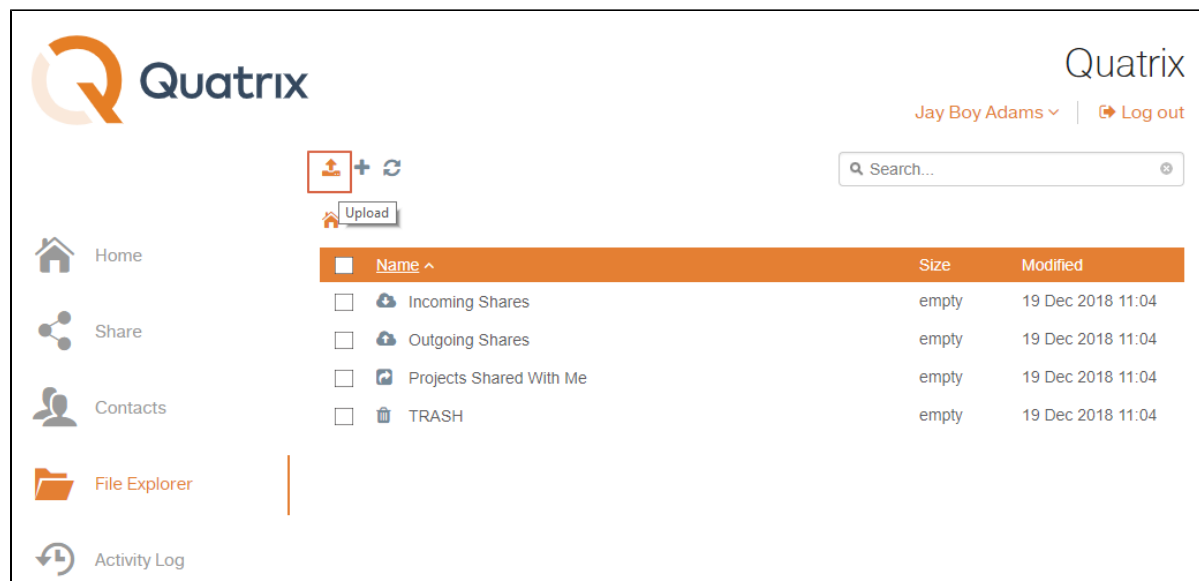 Quatrix
Quatrix
Jay Boy Adams
Log out
Search...
Upload
Home
Share
Contacts
File Explorer
Activity Log
Name Size Modified
Incoming Shares empty 19 Dec 2018 11:04
Outgoing Shares empty 19 Dec 2018 11:04
Projects Shared With Me empty 19 Dec 2018 11:04
TRASH empty 19 Dec 2018 11:04